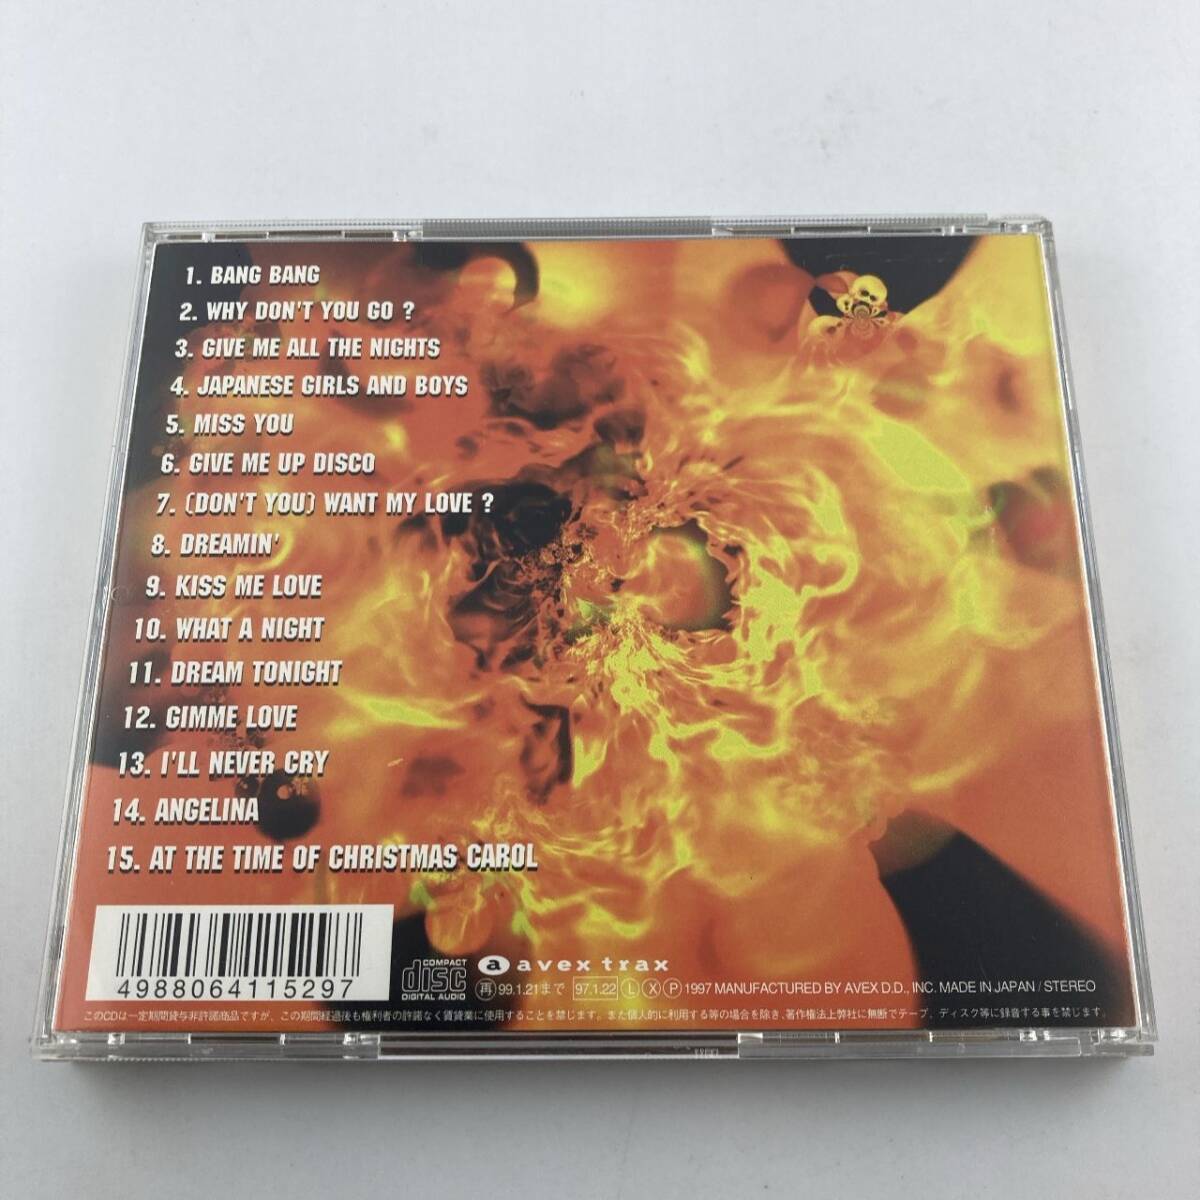 1. BANG BANG
2. WHY DON'T YOU GO ?
3. GIVE ME ALL THE NIGHTS
4. JAPANESE GIRLS AND BOYS
5. MISS YOU
6. GIVE ME UP DISCO
7. (DON'T YOU) WANT MY LOVE ?
8. DREAMIN'
9. KISS ME LOVE
10. WHAT A NIGHT
11. DREAM TONIGHT
12. GIMME LOVE
13. I'LL NEVER CRY
14. ANGELINA
15. AT THE TIME OF CHRISTMAS CAROL
4988064115297
COMPACT disc DIGITAL AUDIO
a avex trax
再 99.1.21まで 97.1.22 L X P 1997 MANUFACTURED BY AVEX D.D., INC. MADE IN JAPAN / STEREO
このCDは一定期間貸与非許諾商品ですが、この期間経過後も権利者の許諾なく賃貸業に使用することを禁じます。また個人的に利用する等の場合を除き、著作権法上弊社に無断でテープ、ディスク等に録音する事を禁じます。